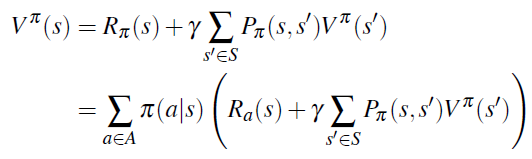 V^π(s) = R_π(s) + γ ∑_{s′∈S} P_π(s, s′)V^π(s′)
= ∑_{a∈A} π(a|s) ( R_a(s) + γ ∑_{s′∈S} P_π(s, s′)V^π(s′) )